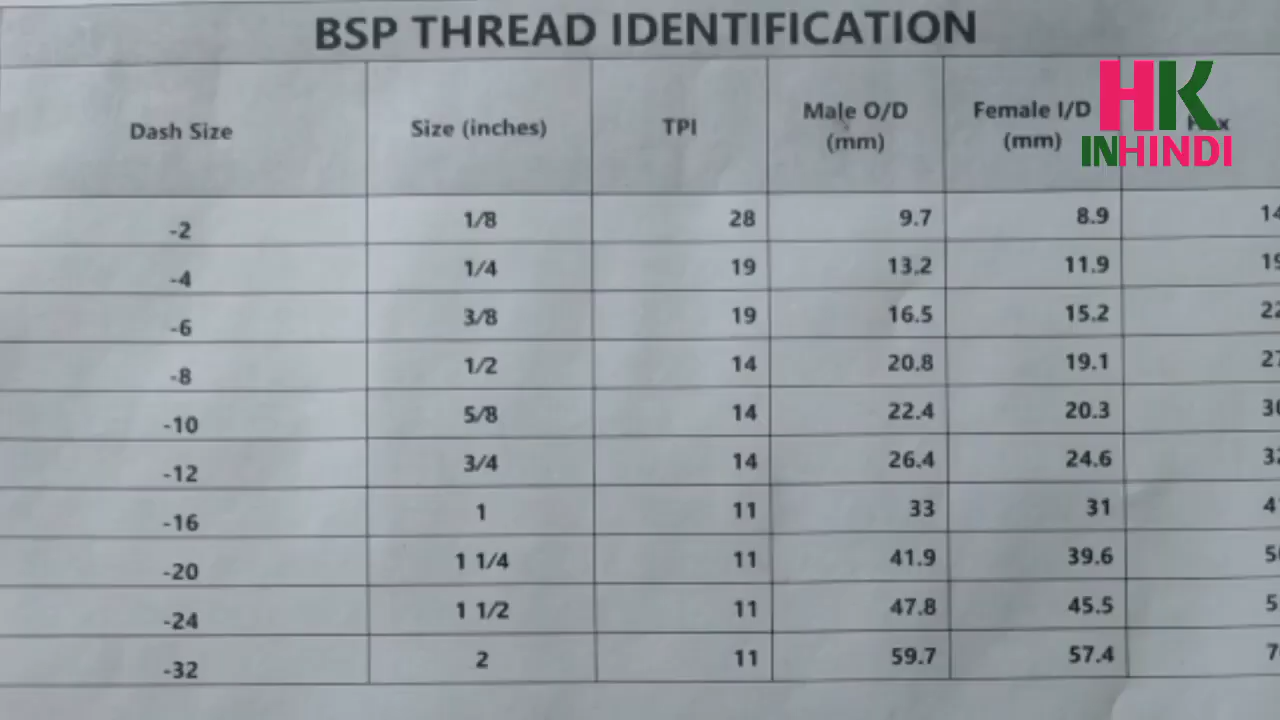 BSP THREAD IDENTIFICATION
Dash Size Size (inches) TPI Male O/D (mm) Female I/D (mm)
HK
INHINDI
-2 1/8 28 9.7 8.9
-4 1/4 19 13.2 11.9
-6 3/8 19 16.5 15.2
-8 1/2 14 20.8 19.1
-10 5/8 14 22.4 20.3
-12 3/4 14 26.4 24.6
-16 1 11 33 31
-20 1 1/4 11 41.9 39.6
-24 1 1/2 11 47.8 45.5
-32 2 11 59.7 57.4